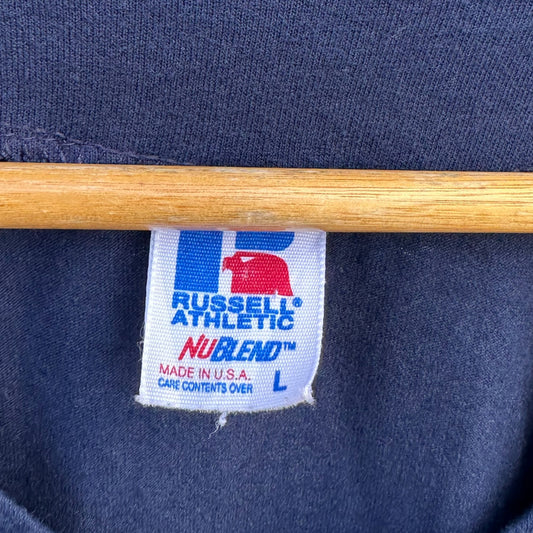 RUSSELL®
ATHLETIC
NUBLEND™
MADE IN U.S.A.
CARE CONTENTS OVER L